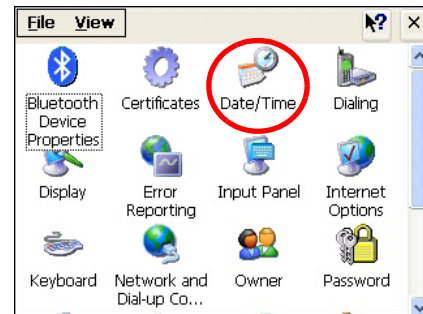 File View
Bluetooth Device Properties
Certificates
Date/Time
Dialing
Display
Error Reporting
Input Panel
Internet Options
Keyboard
Network and Dial-up Co...
Owner
Password